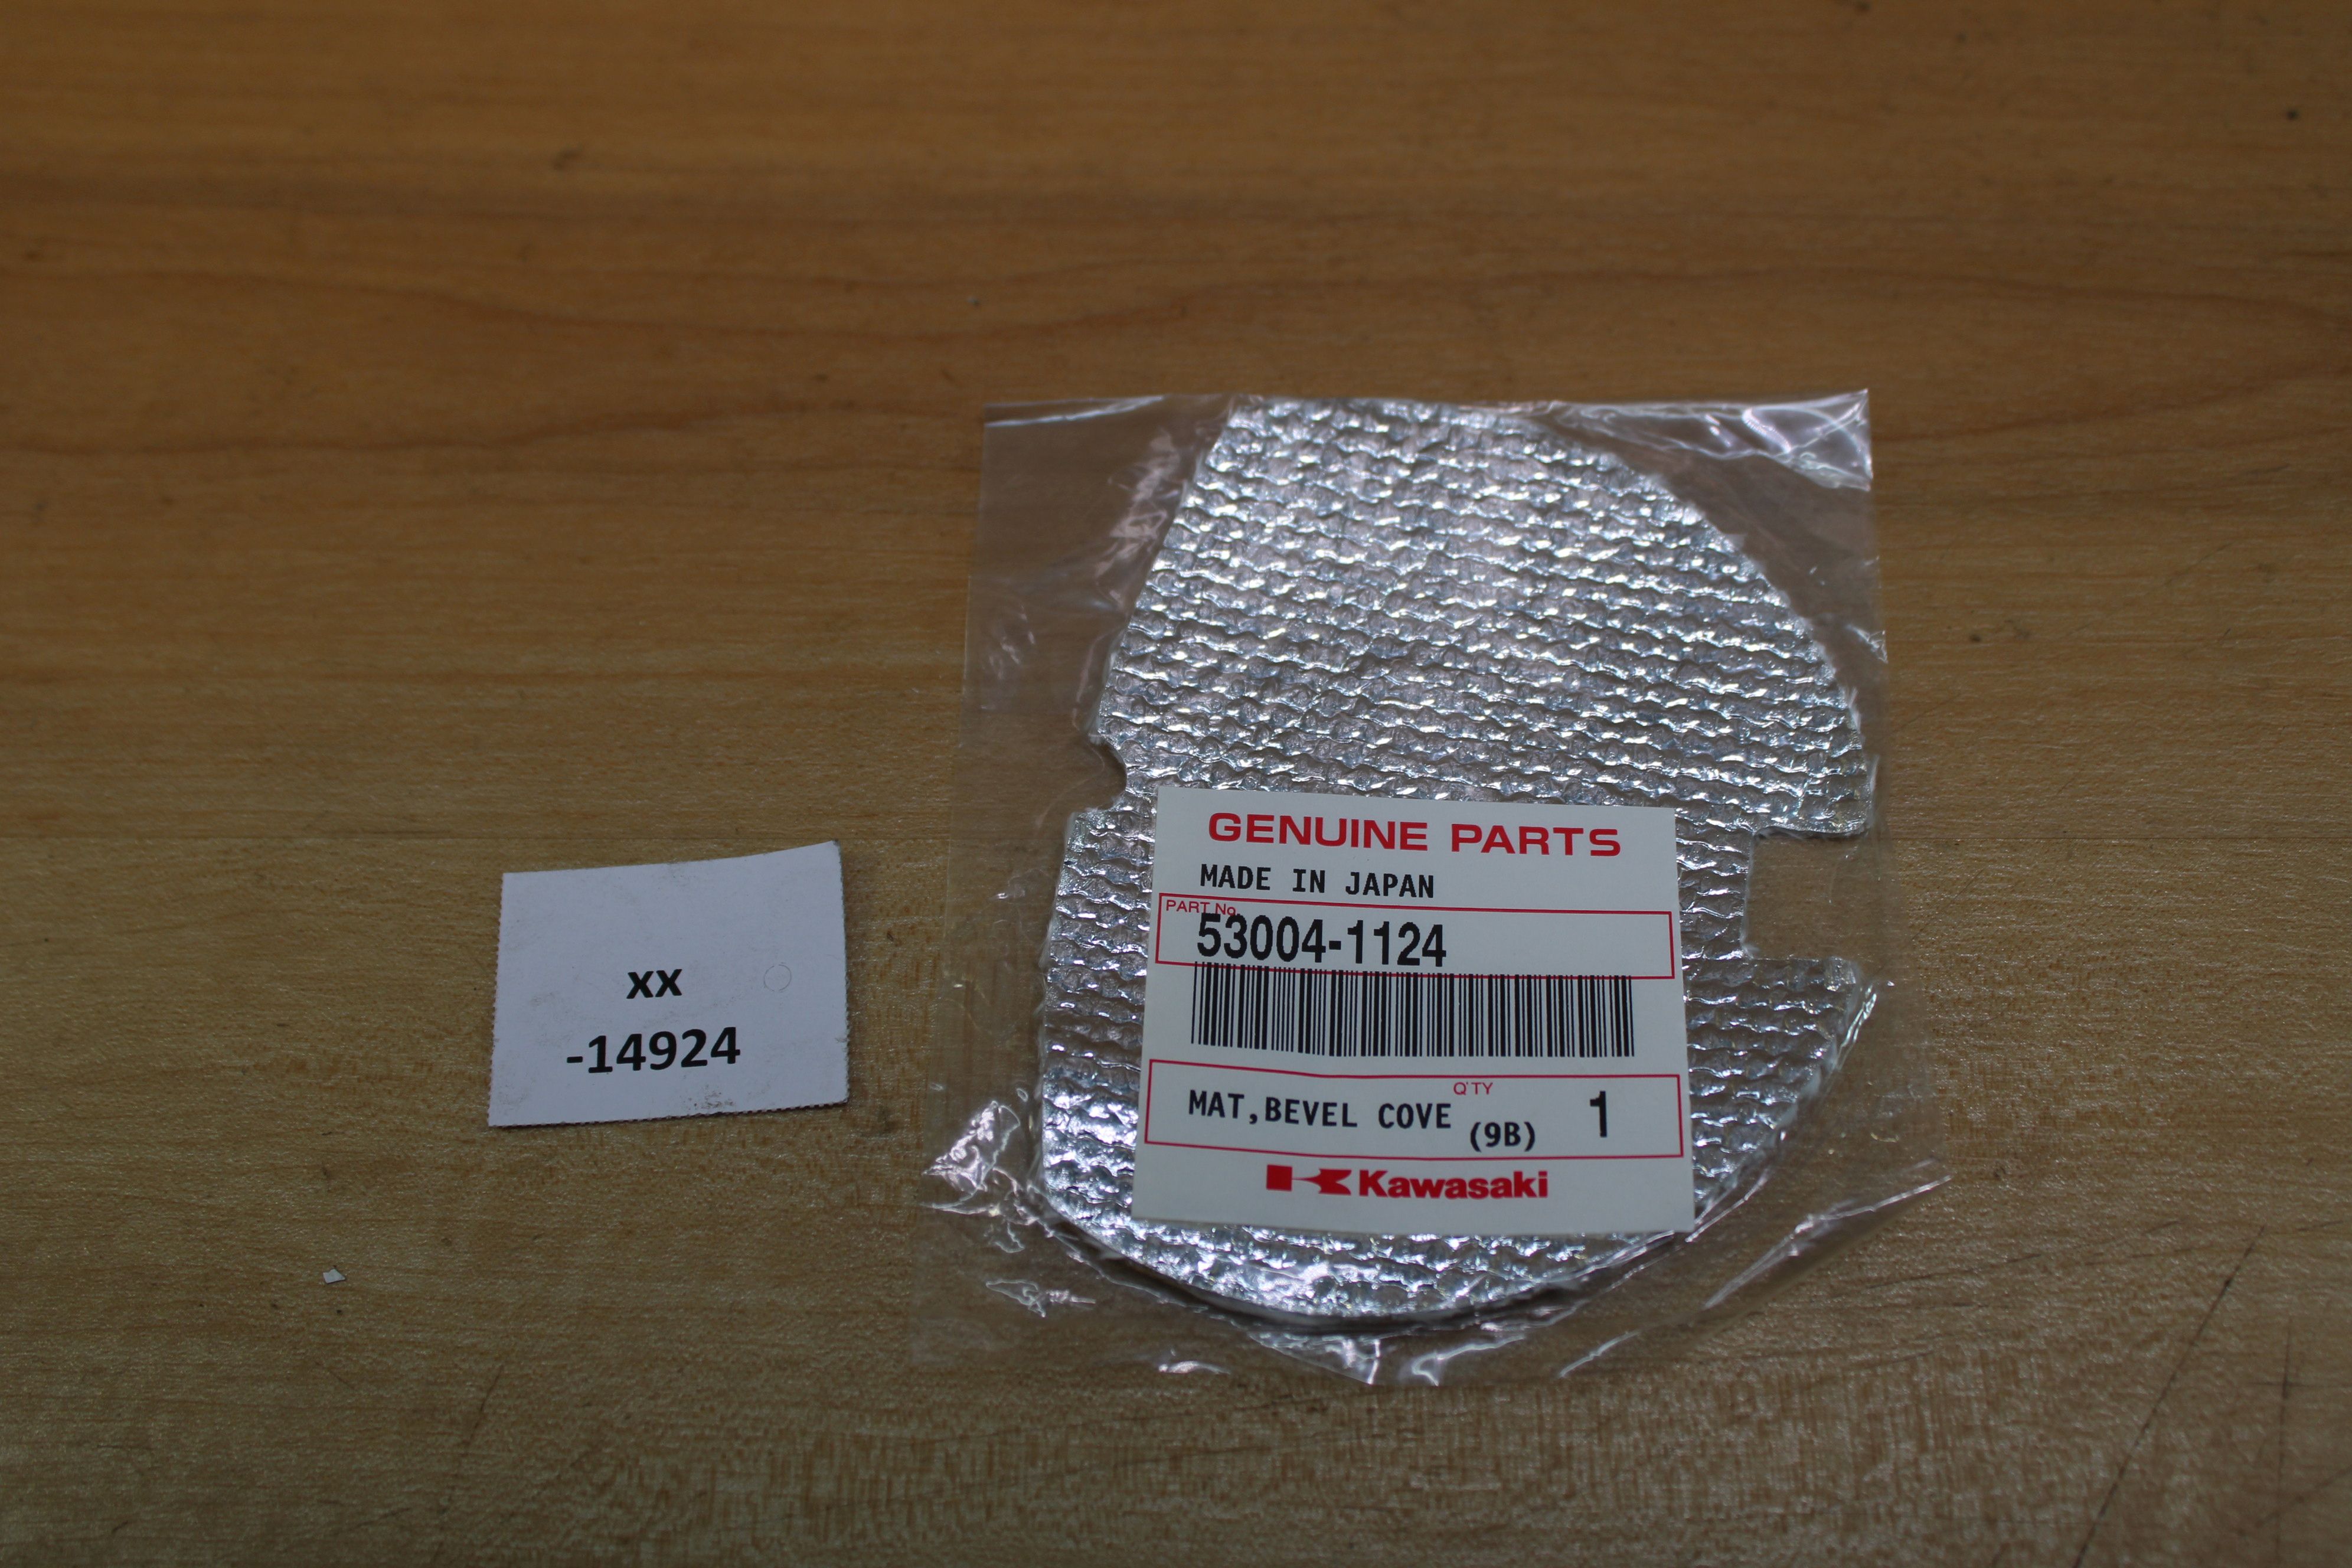 xx
-14924
GENUINE PARTS
MADE IN JAPAN
PART No.
53004-1124
Q'TY
MAT,BEVEL COVE (9B) 1
Kawasaki